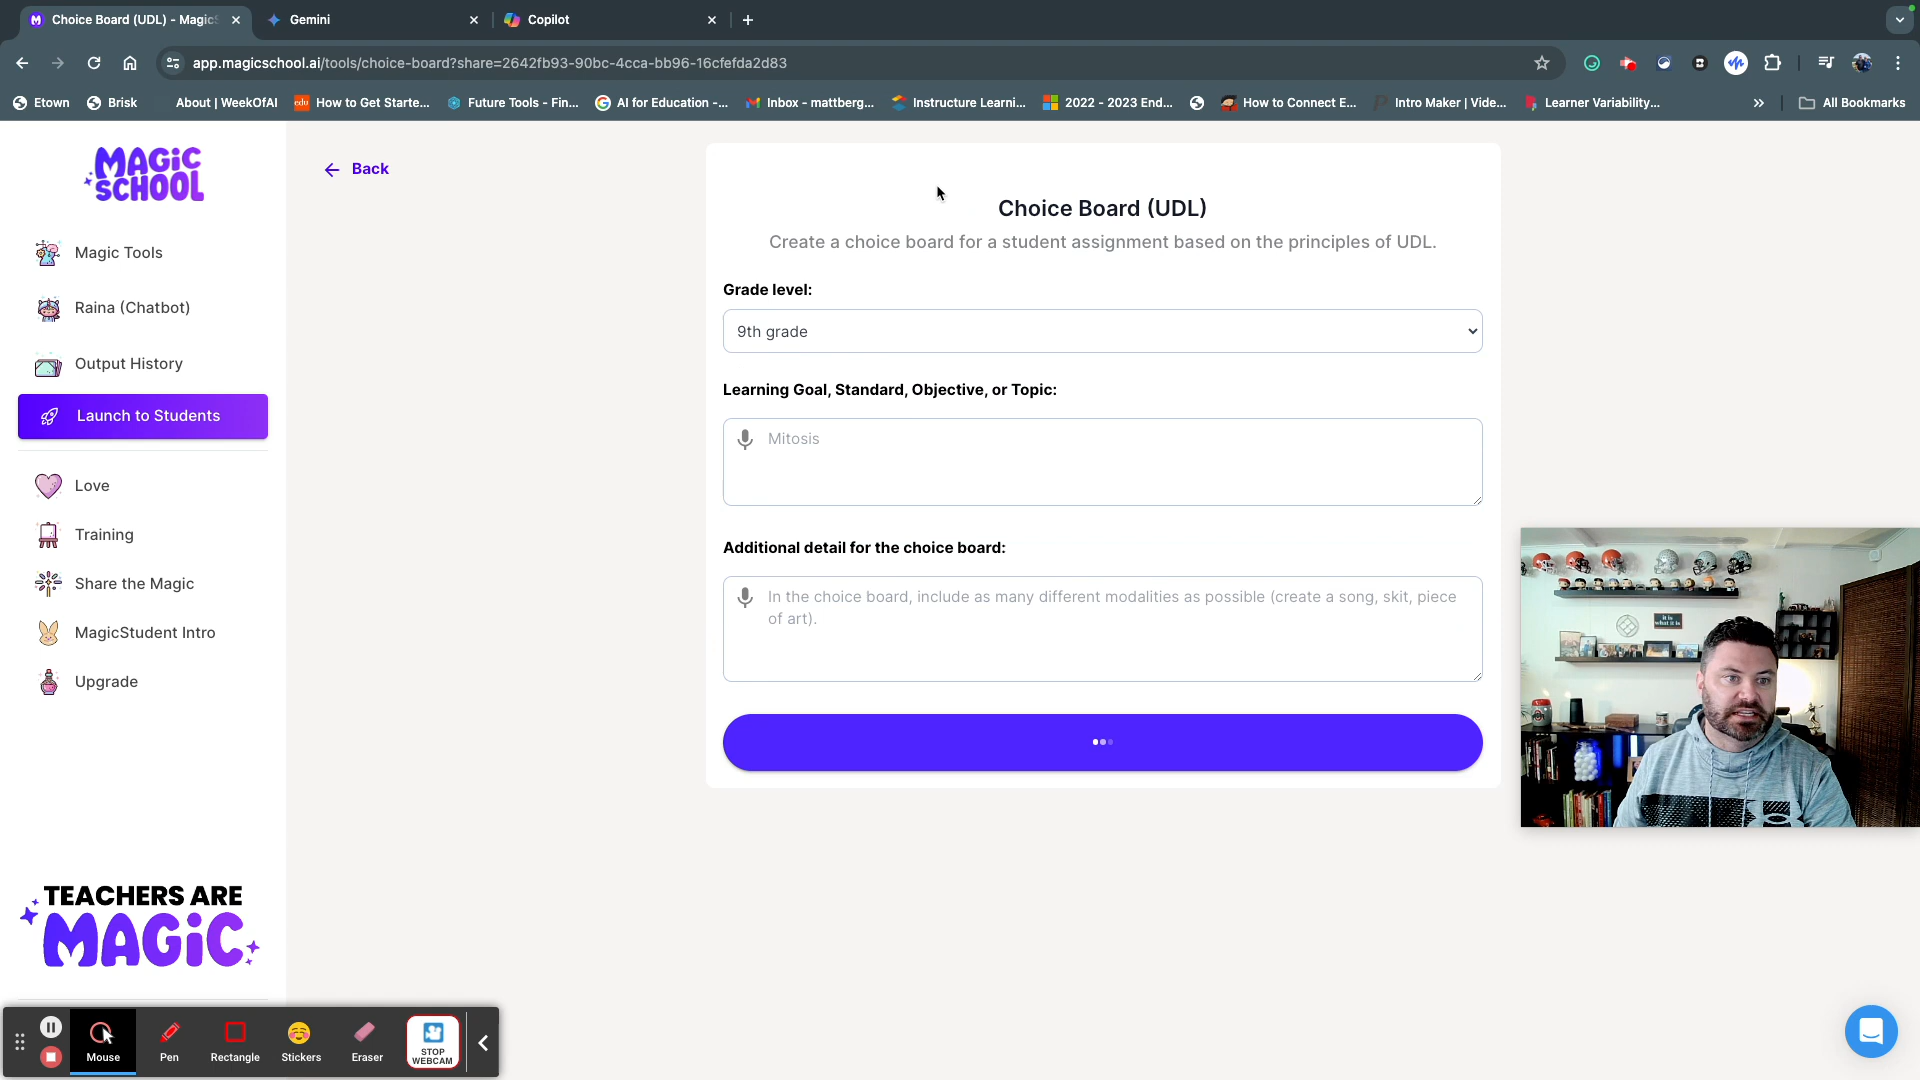 Choice Board (UDL) - MagicS
Gemini
Copilot
app.magicschool.ai/tools/choice-board?share=2642fb93-90bc-4cca-bb96-16cfefda2d83
Etown
Brisk
About | WeekOfAI
edu
How to Get Starte...
Future Tools - Fin...
AI for Education -...
Inbox - mattberg...
Instructure Learni...
2022 - 2023 End...
How to Connect E...
Intro Maker | Vide...
Learner Variability...
»
All Bookmarks
MAGiC
SCHOOL
Back
Magic Tools
Raina (Chatbot)
Output History
Launch to Students
Love
Training
Share the Magic
MagicStudent Intro
Upgrade
TEACHERS ARE
MAGiC
Choice Board (UDL)
Create a choice board for a student assignment based on the principles of UDL.
Grade level:
9th grade
Learning Goal, Standard, Objective, or Topic:
Mitosis
Additional detail for the choice board:
In the choice board, include as many different modalities as possible (create a song, skit, piece
of art).
it is
what it is
Mouse
Pen
Rectangle
Stickers
Eraser
STOP
WEBCAM